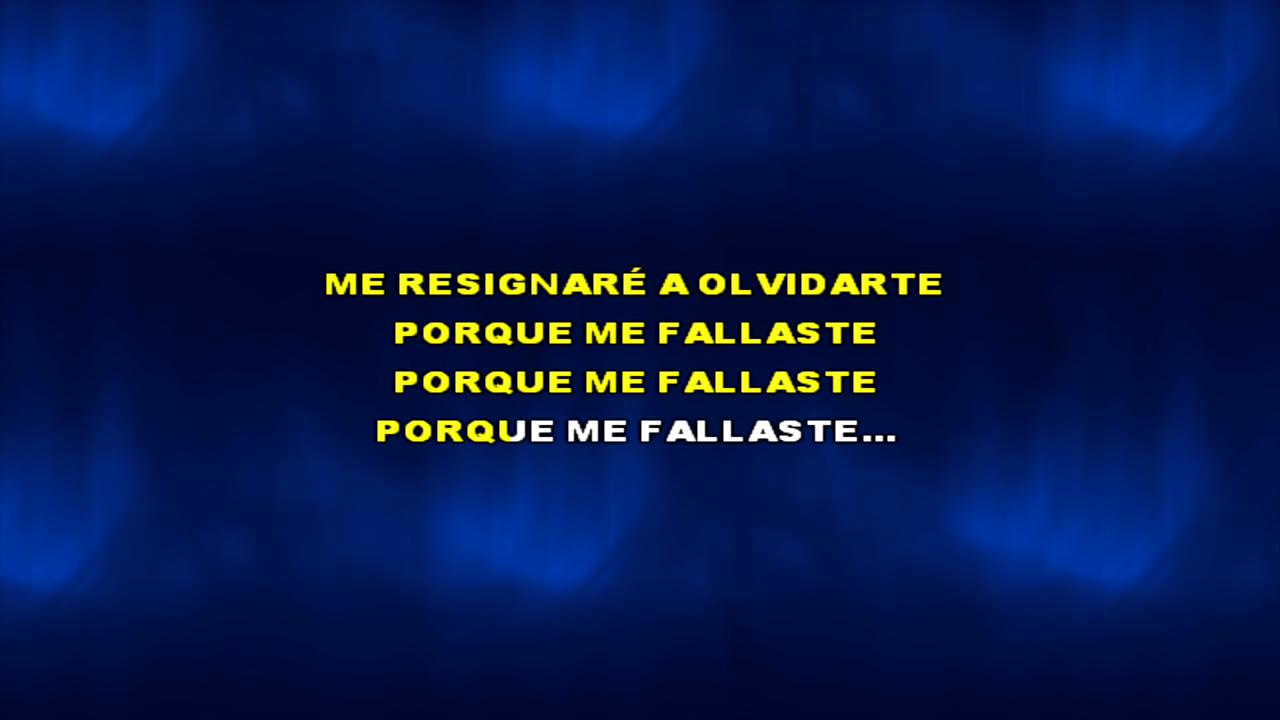 ME RESIGNARÉ A OLVIDARTE
PORQUE ME FALLASTE
PORQUE ME FALLASTE
PORQUE ME FALLASTE...